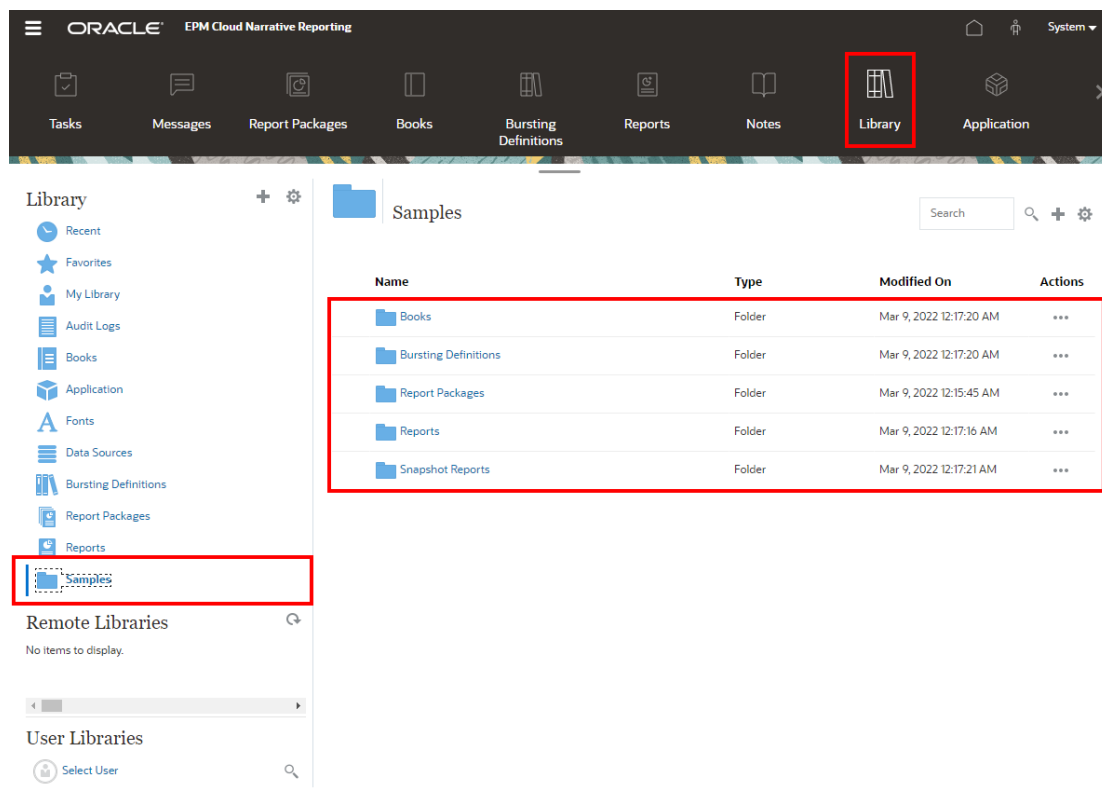 ORACLE EPM Cloud Narrative Reporting System
Tasks Messages Report Packages Books Bursting Definitions Reports Notes Library Application
Library
Recent
Favorites
My Library
Audit Logs
Books
Application
Fonts
Data Sources
Bursting Definitions
Report Packages
Reports
Samples
Remote Libraries
No items to display.
User Libraries
Select User
Samples
Search
Name Type Modified On Actions
Books Folder Mar 9, 2022 12:17:20 AM
Bursting Definitions Folder Mar 9, 2022 12:17:20 AM
Report Packages Folder Mar 9, 2022 12:15:45 AM
Reports Folder Mar 9, 2022 12:17:16 AM
Snapshot Reports Folder Mar 9, 2022 12:17:21 AM